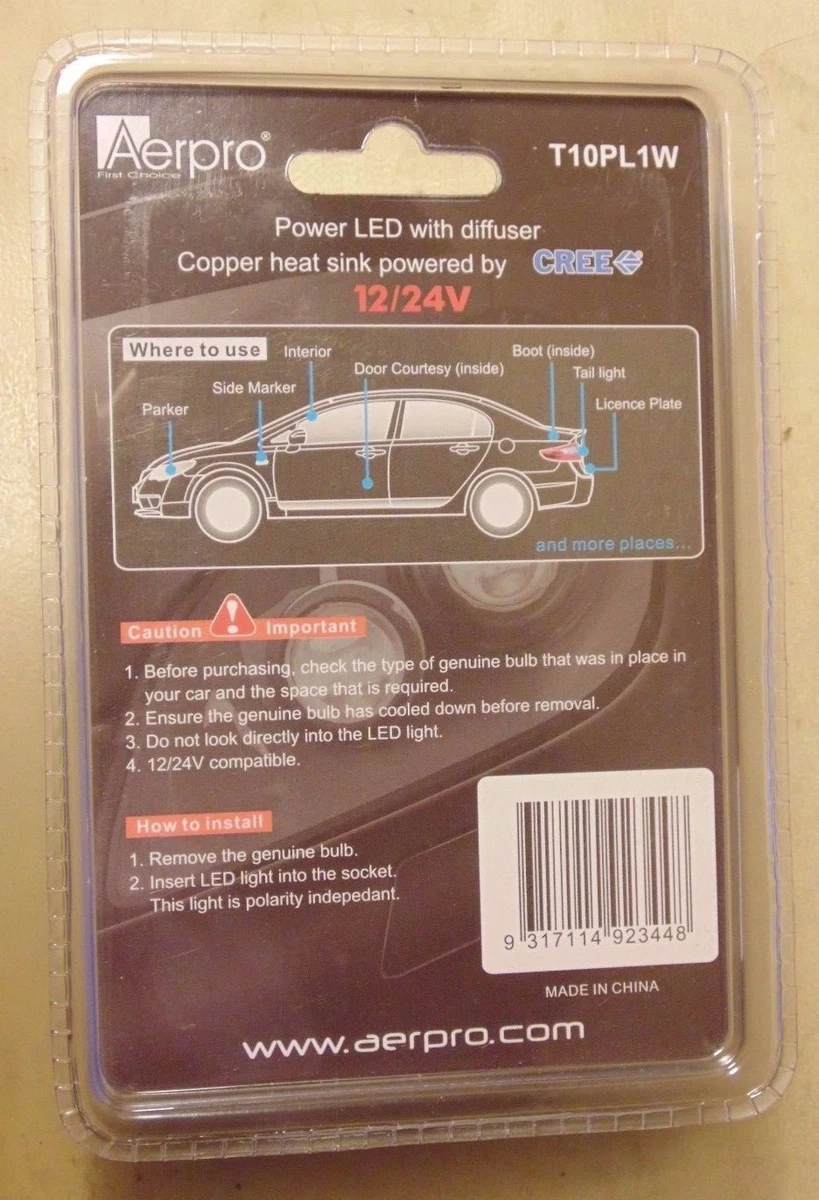 Aerpro®
First Choice
T10PL1W
Power LED with diffuser
Copper heat sink powered by CREE
12/24V
Where to use
Interior
Boot (inside)
Door Courtesy (inside)
Tail light
Side Marker
Licence Plate
Parker
and more places...
Caution ! Important
1. Before purchasing, check the type of genuine bulb that was in place in
your car and the space that is required.
2. Ensure the genuine bulb has cooled down before removal.
3. Do not look directly into the LED light.
4. 12/24V compatible.
How to install
1. Remove the genuine bulb.
2. Insert LED light into the socket.
This light is polarity indepedant.
9 317114 923448
MADE IN CHINA
www.aerpro.com